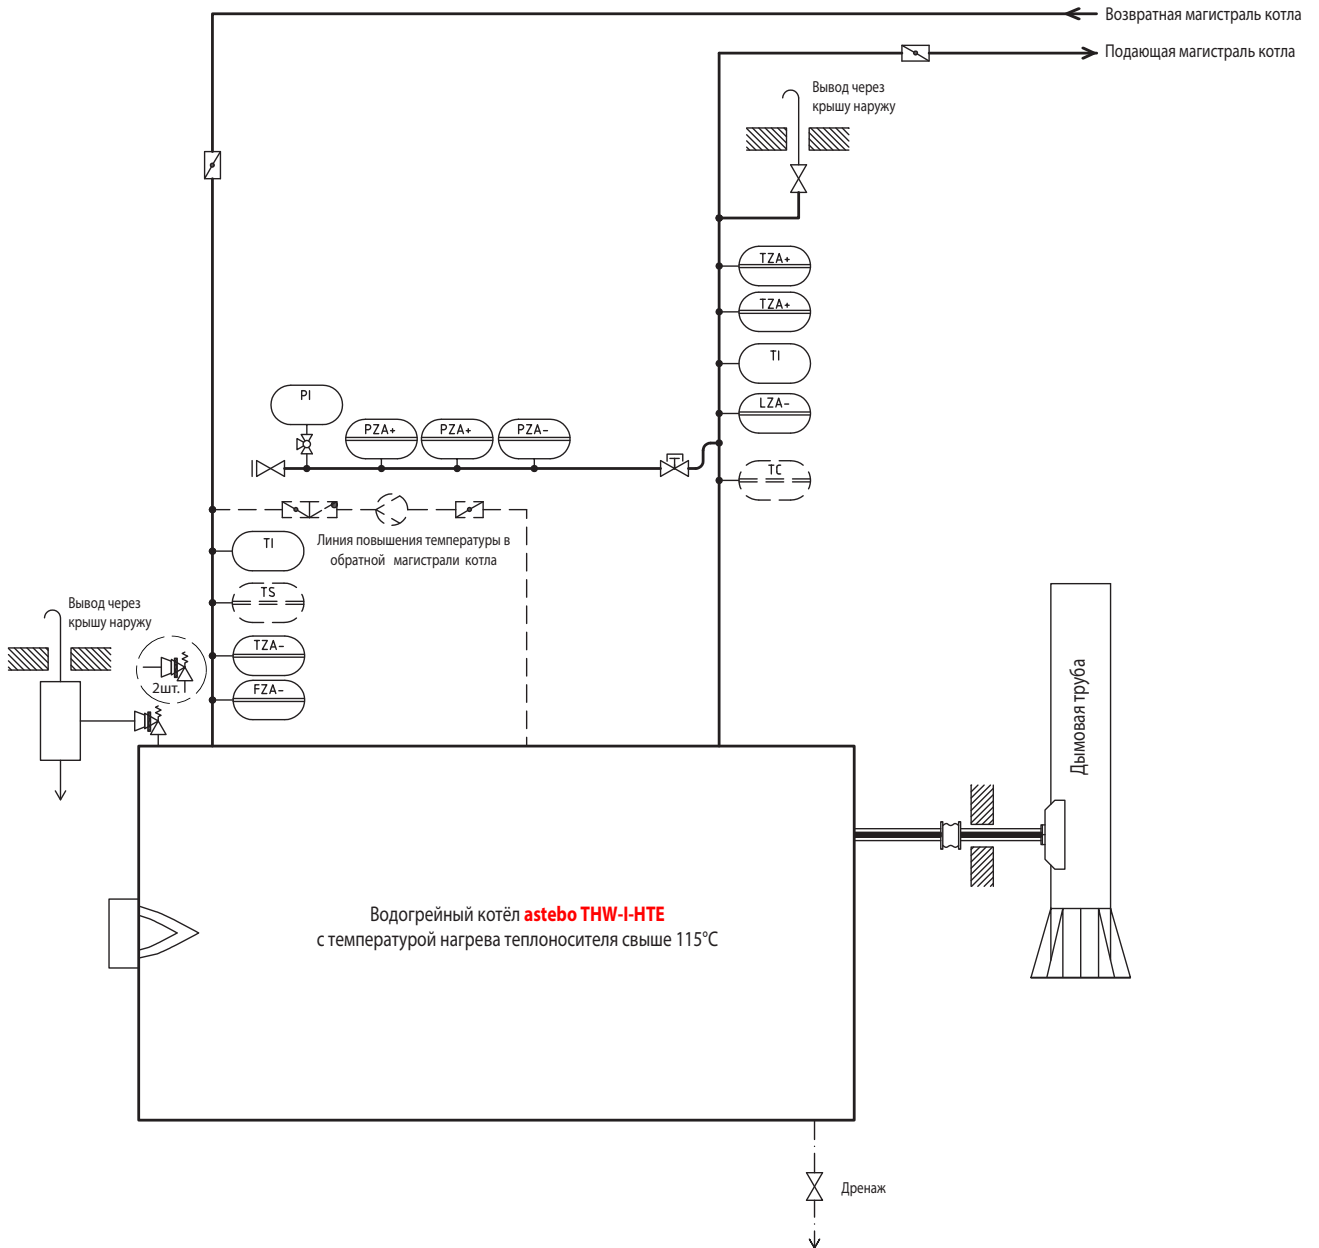 Возвратная магистраль котла
Подающая магистраль котла
Вывод через
крышу наружу
TZA+
TZA+
TI
LZA-
TC
PI
PZA+
PZA+
PZA-
Линия повышения температуры в
обратной магистрали котла
TI
TS
TZA-
FZA-
Вывод через
крышу наружу
2шт.
Дымовая труба
Водогрейный котёл astebo THW-I-HTE
с температурой нагрева теплоносителя свыше 115°C
Дренаж